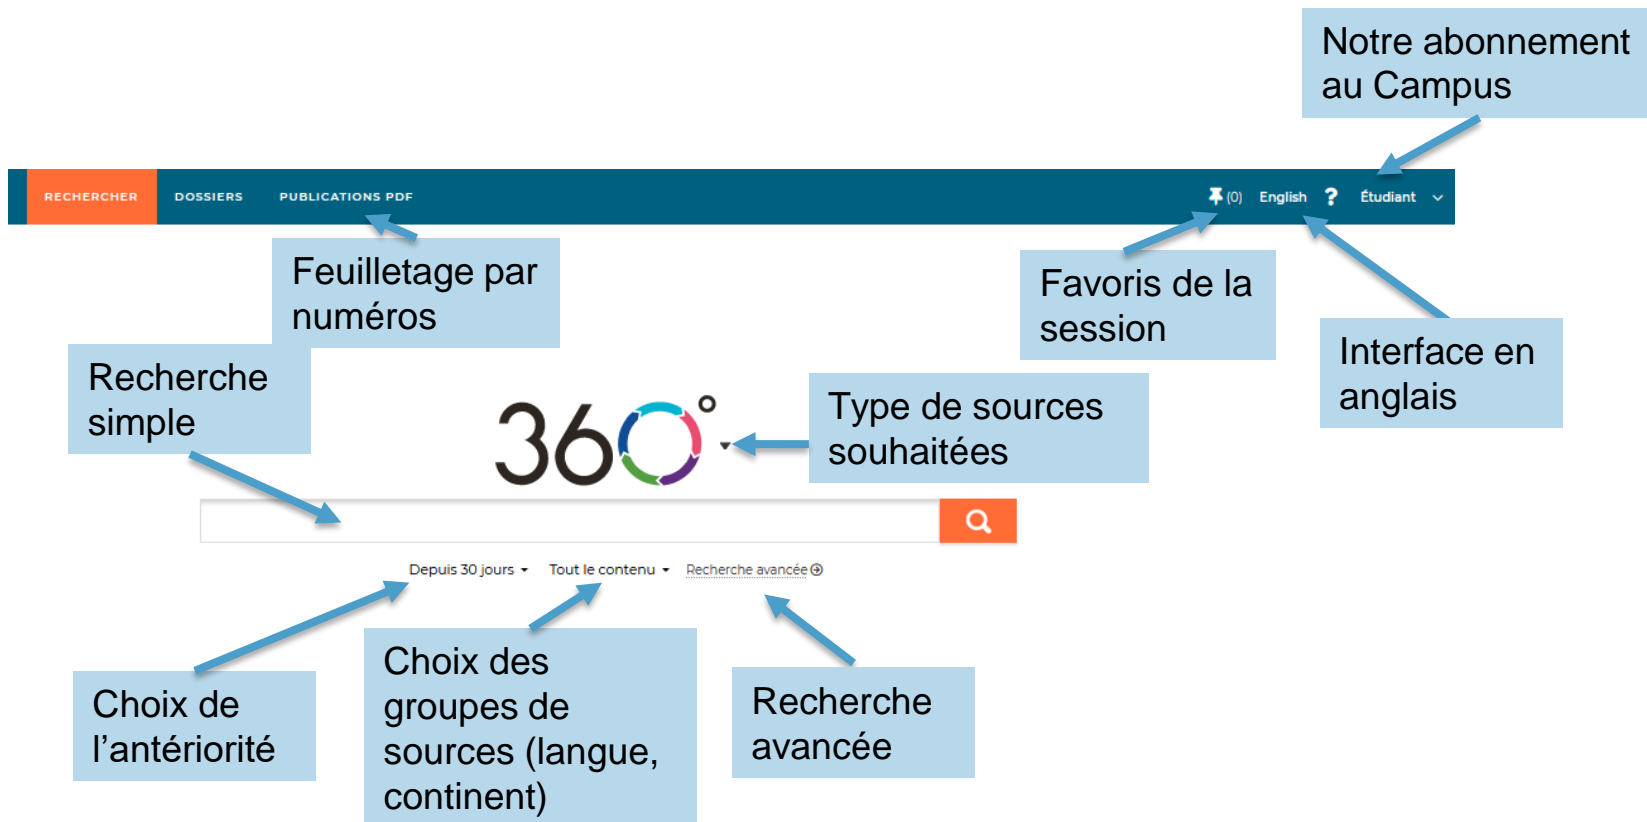 Notre abonnement
au Campus
RECHERCHER DOSSIERS PUBLICATIONS PDF (0) English ? Étudiant
Feuilletage par
numéros
Favoris de la
session
Interface en
anglais
Recherche
simple
360°
Type de sources
souhaitées
Depuis 30 jours Tout le contenu Recherche avancée
Choix de
l’antériorité
Choix des
groupes de
sources (langue,
continent)
Recherche
avancée